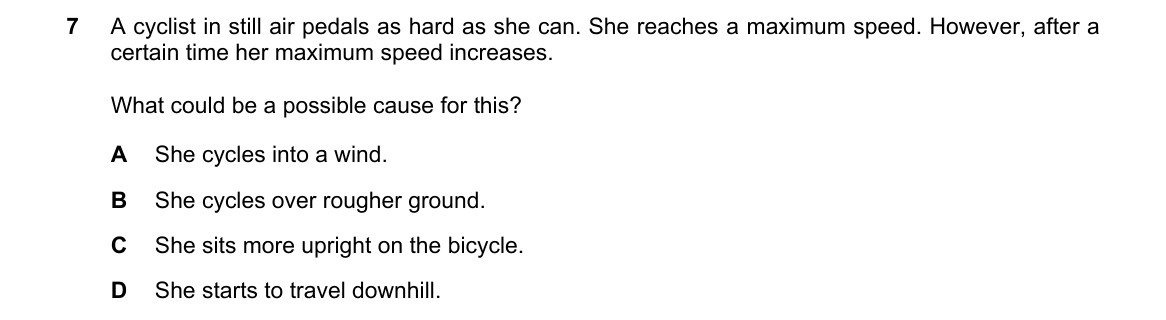 7 A cyclist in still air pedals as hard as she can. She reaches a maximum speed. However, after a
certain time her maximum speed increases.
What could be a possible cause for this?
A She cycles into a wind.
B She cycles over rougher ground.
C She sits more upright on the bicycle.
D She starts to travel downhill.